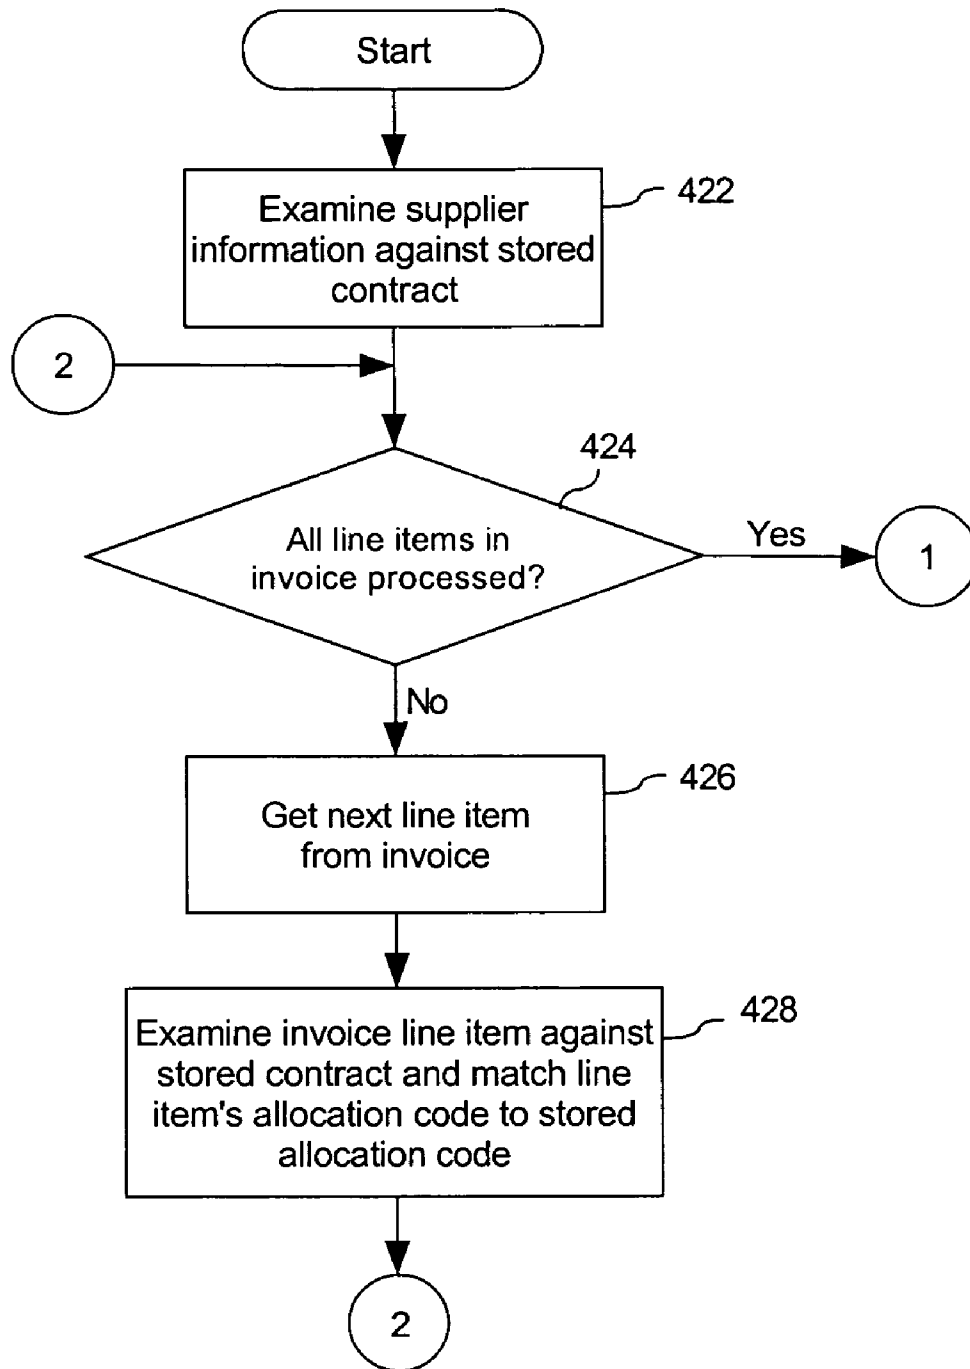 Start
422
Examine supplier
information against stored
contract
2
424
All line items in
invoice processed?
Yes
1
No
426
Get next line item
from invoice
428
Examine invoice line item against
stored contract and match line
item's allocation code to stored
allocation code
2